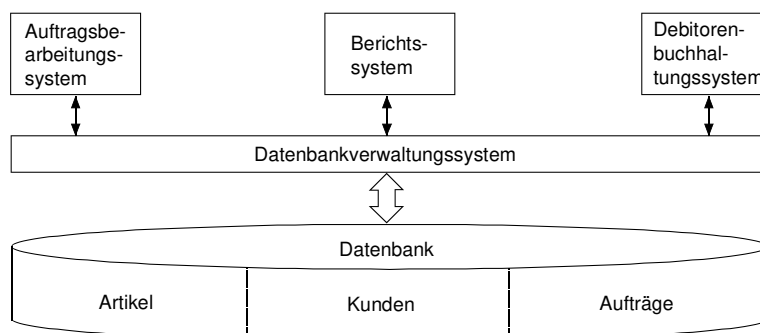 Auftragsbe-
arbeitungs-
system
Berichts-
system
Debitoren-
buchhal-
tungssystem
Datenbankverwaltungssystem
Datenbank
Artikel
Kunden
Aufträge